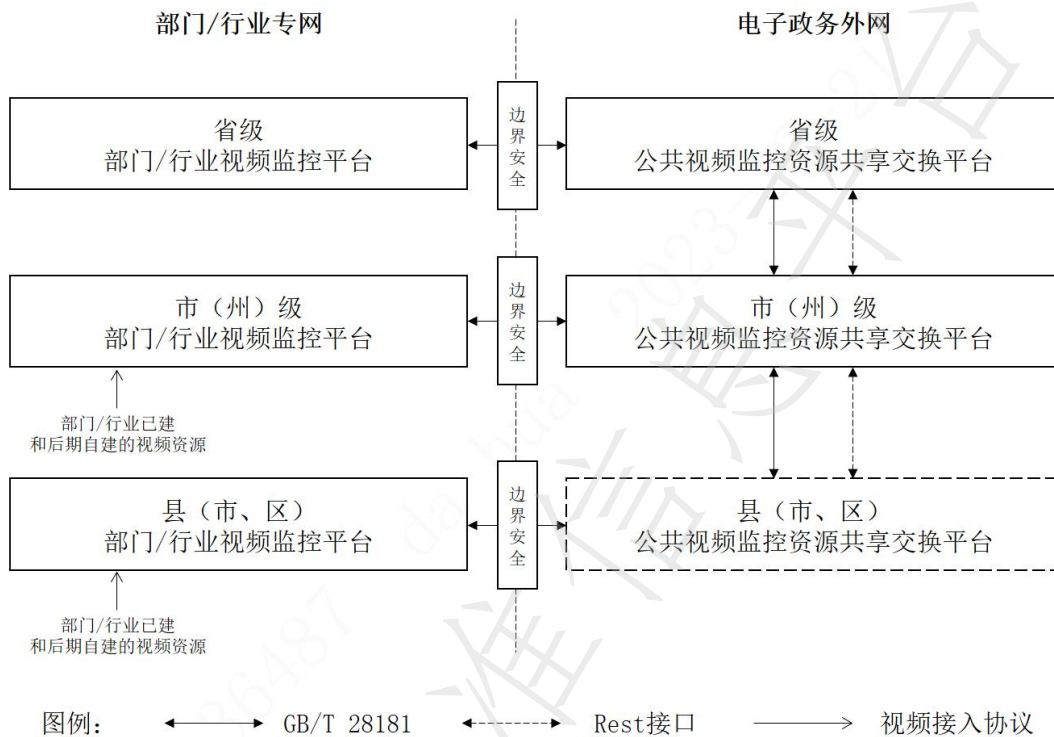 部门/行业专网
电子政务外网
省级
部门/行业视频监控平台
边界安全
省级
公共视频监控资源共享交换平台
市（州）级
部门/行业视频监控平台
边界安全
市（州）级
公共视频监控资源共享交换平台
部门/行业已建
和后期自建的视频资源
县（市、区）
部门/行业视频监控平台
边界安全
县（市、区）
公共视频监控资源共享交换平台
部门/行业已建
和后期自建的视频资源
图例： GB/T 28181 Rest接口 视频接入协议
准信息平台